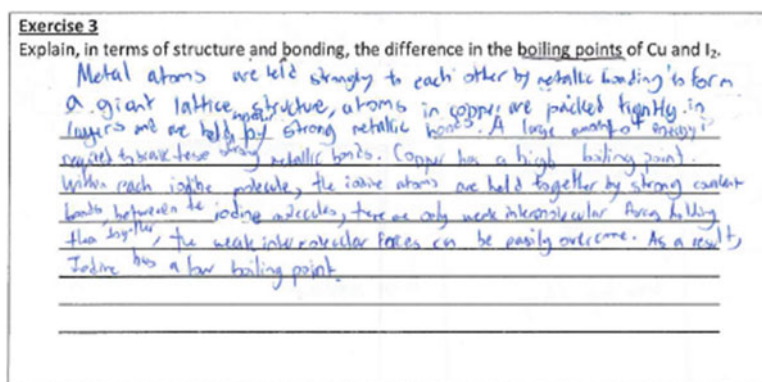 Exercise 3
Explain, in terms of structure and bonding, the difference in the boiling points of Cu and I₂.
Metal atoms are held strongly to each other by metallic bonding to form
a giant lattice structure, atoms in copper are packed tightly in
layers and are held together by strong metallic bonds. A large amount of energy is
required to break these strong metallic bonds. Copper has a high boiling point.
Within each iodine molecule, the iodine atoms are held together by strong covalent
bonds, between the iodine molecules, there are only weak intermolecular forces holding
them together, the weak intermolecular forces can be easily overcome. As a result,
Iodine has a low boiling point.